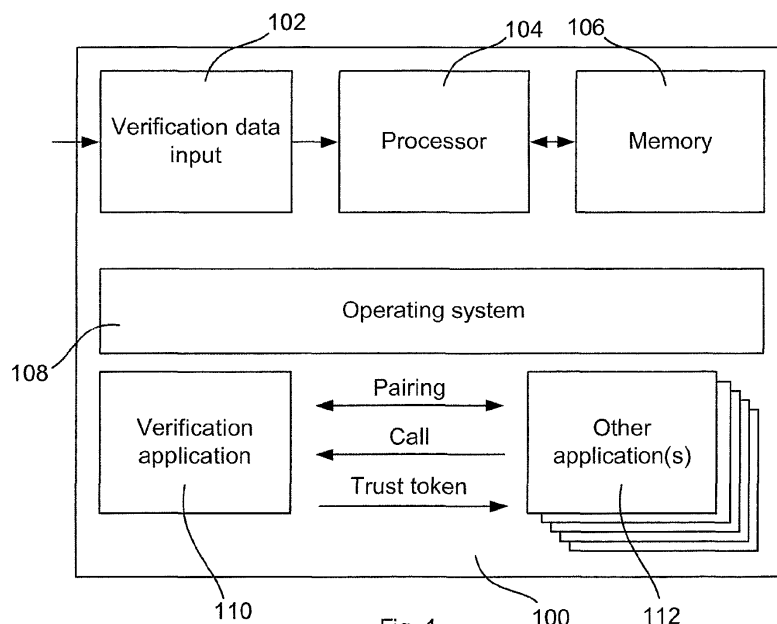 102
104
106
Verification data
input
Processor
Memory
Operating system
108
Verification
application
Pairing
Call
Trust token
Other
application(s)
110
100
112